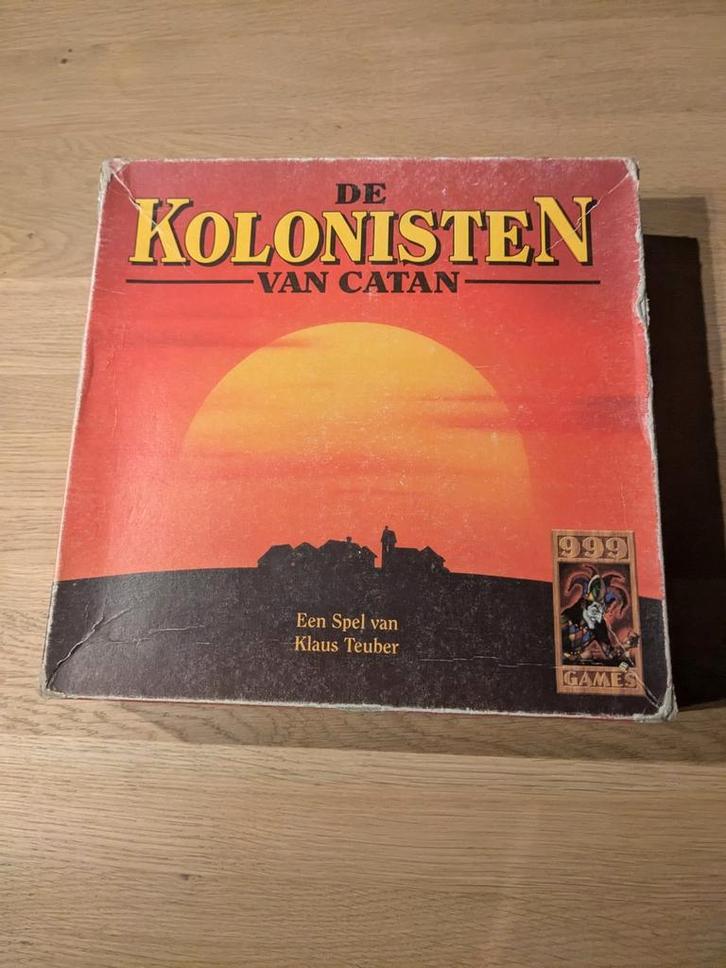 DE
KOLONISTEN
VAN CATAN
Een Spel van
Klaus Teuber
999
GAMES